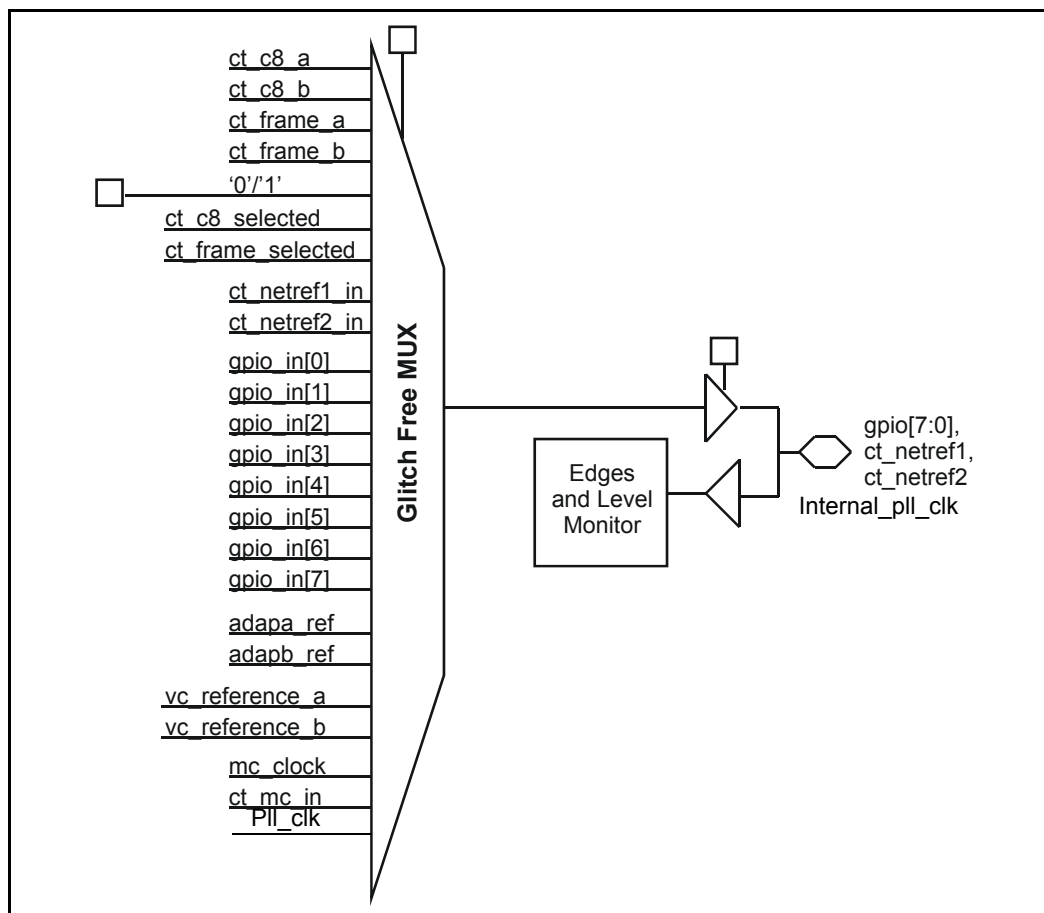 ct_c8_a
ct_c8_b
ct_frame_a
ct_frame_b
‘0’/’1’
ct_c8_selected
ct_frame_selected
ct_netref1_in
ct_netref2_in
gpio_in[0]
gpio_in[1]
gpio_in[2]
gpio_in[3]
gpio_in[4]
gpio_in[5]
gpio_in[6]
gpio_in[7]
adapa_ref
adapb_ref
vc_reference_a
vc_reference_b
mc_clock
ct_mc_in
Pll_clk
Glitch Free MUX
Edges
and Level
Monitor
gpio[7:0],
ct_netref1,
ct_netref2
Internal_pll_clk